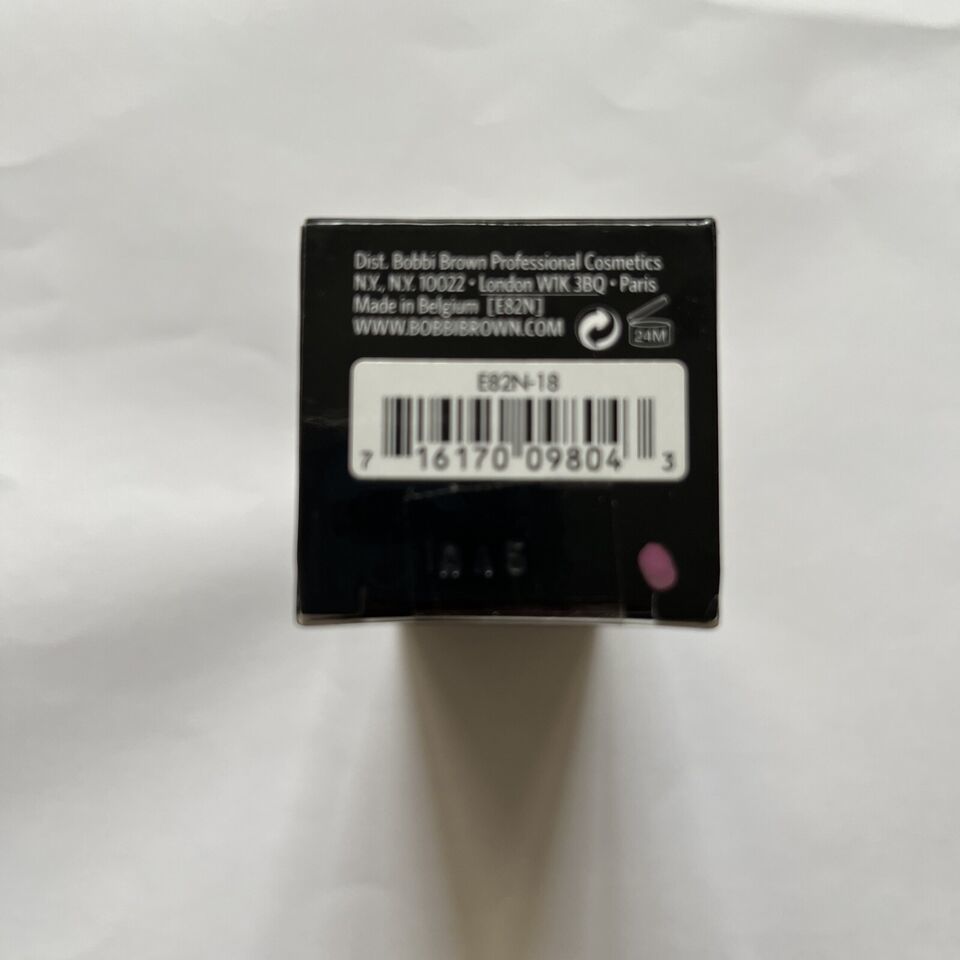 Dist. Bobbi Brown Professional Cosmetics
N.Y., N.Y. 10022 • London W1K 3BQ • Paris
Made in Belgium [E82N]
WWW.BOBBIBROWN.COM
24M
E82N-18
7 16170 09804 3